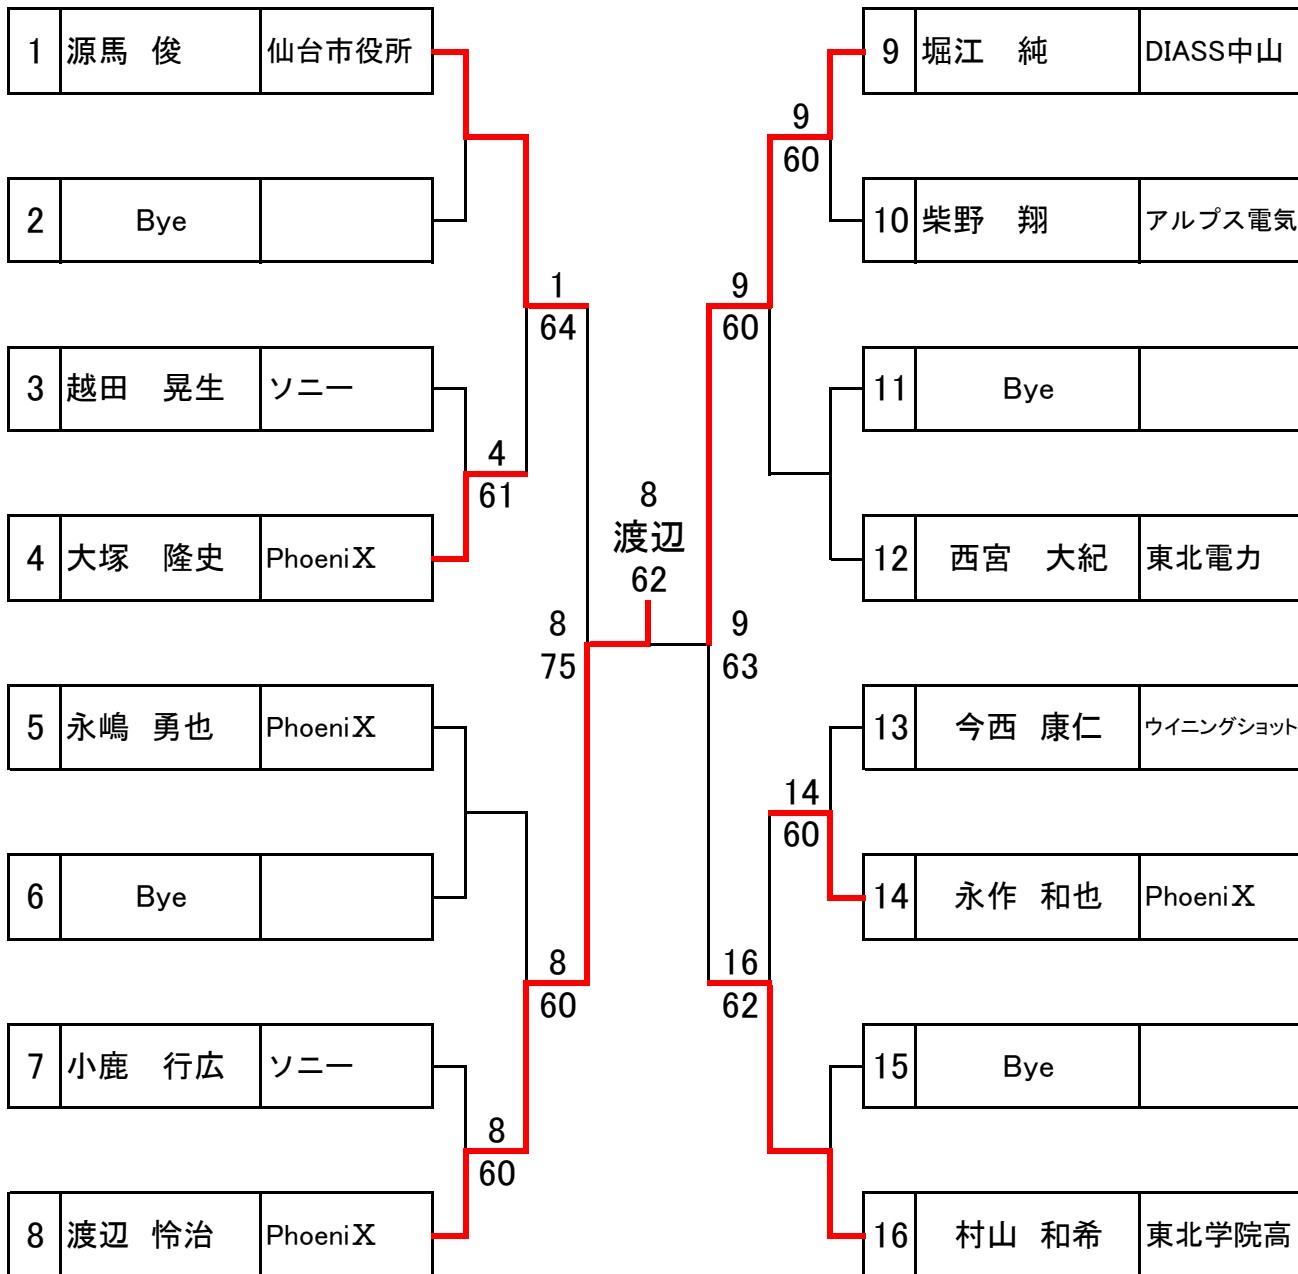 1 源馬 俊 仙台市役所
2 Bye
1
64
3 越田 晃生 ソニー
4
61
4 大塚 隆史 PhoeniX
8
75
5 永嶋 勇也 PhoeniX
6 Bye
8
60
7 小鹿 行広 ソニー
8
60
8 渡辺 怜治 PhoeniX
8
渡辺
62
9 堀江 純 DIASS中山
9
60
10 柴野 翔 アルプス電気
9
60
11 Bye
12 西宮 大紀 東北電力
9
63
13 今西 康仁 ウイニングショット
14
60
14 永作 和也 PhoeniX
16
62
15 Bye
16 村山 和希 東北学院高